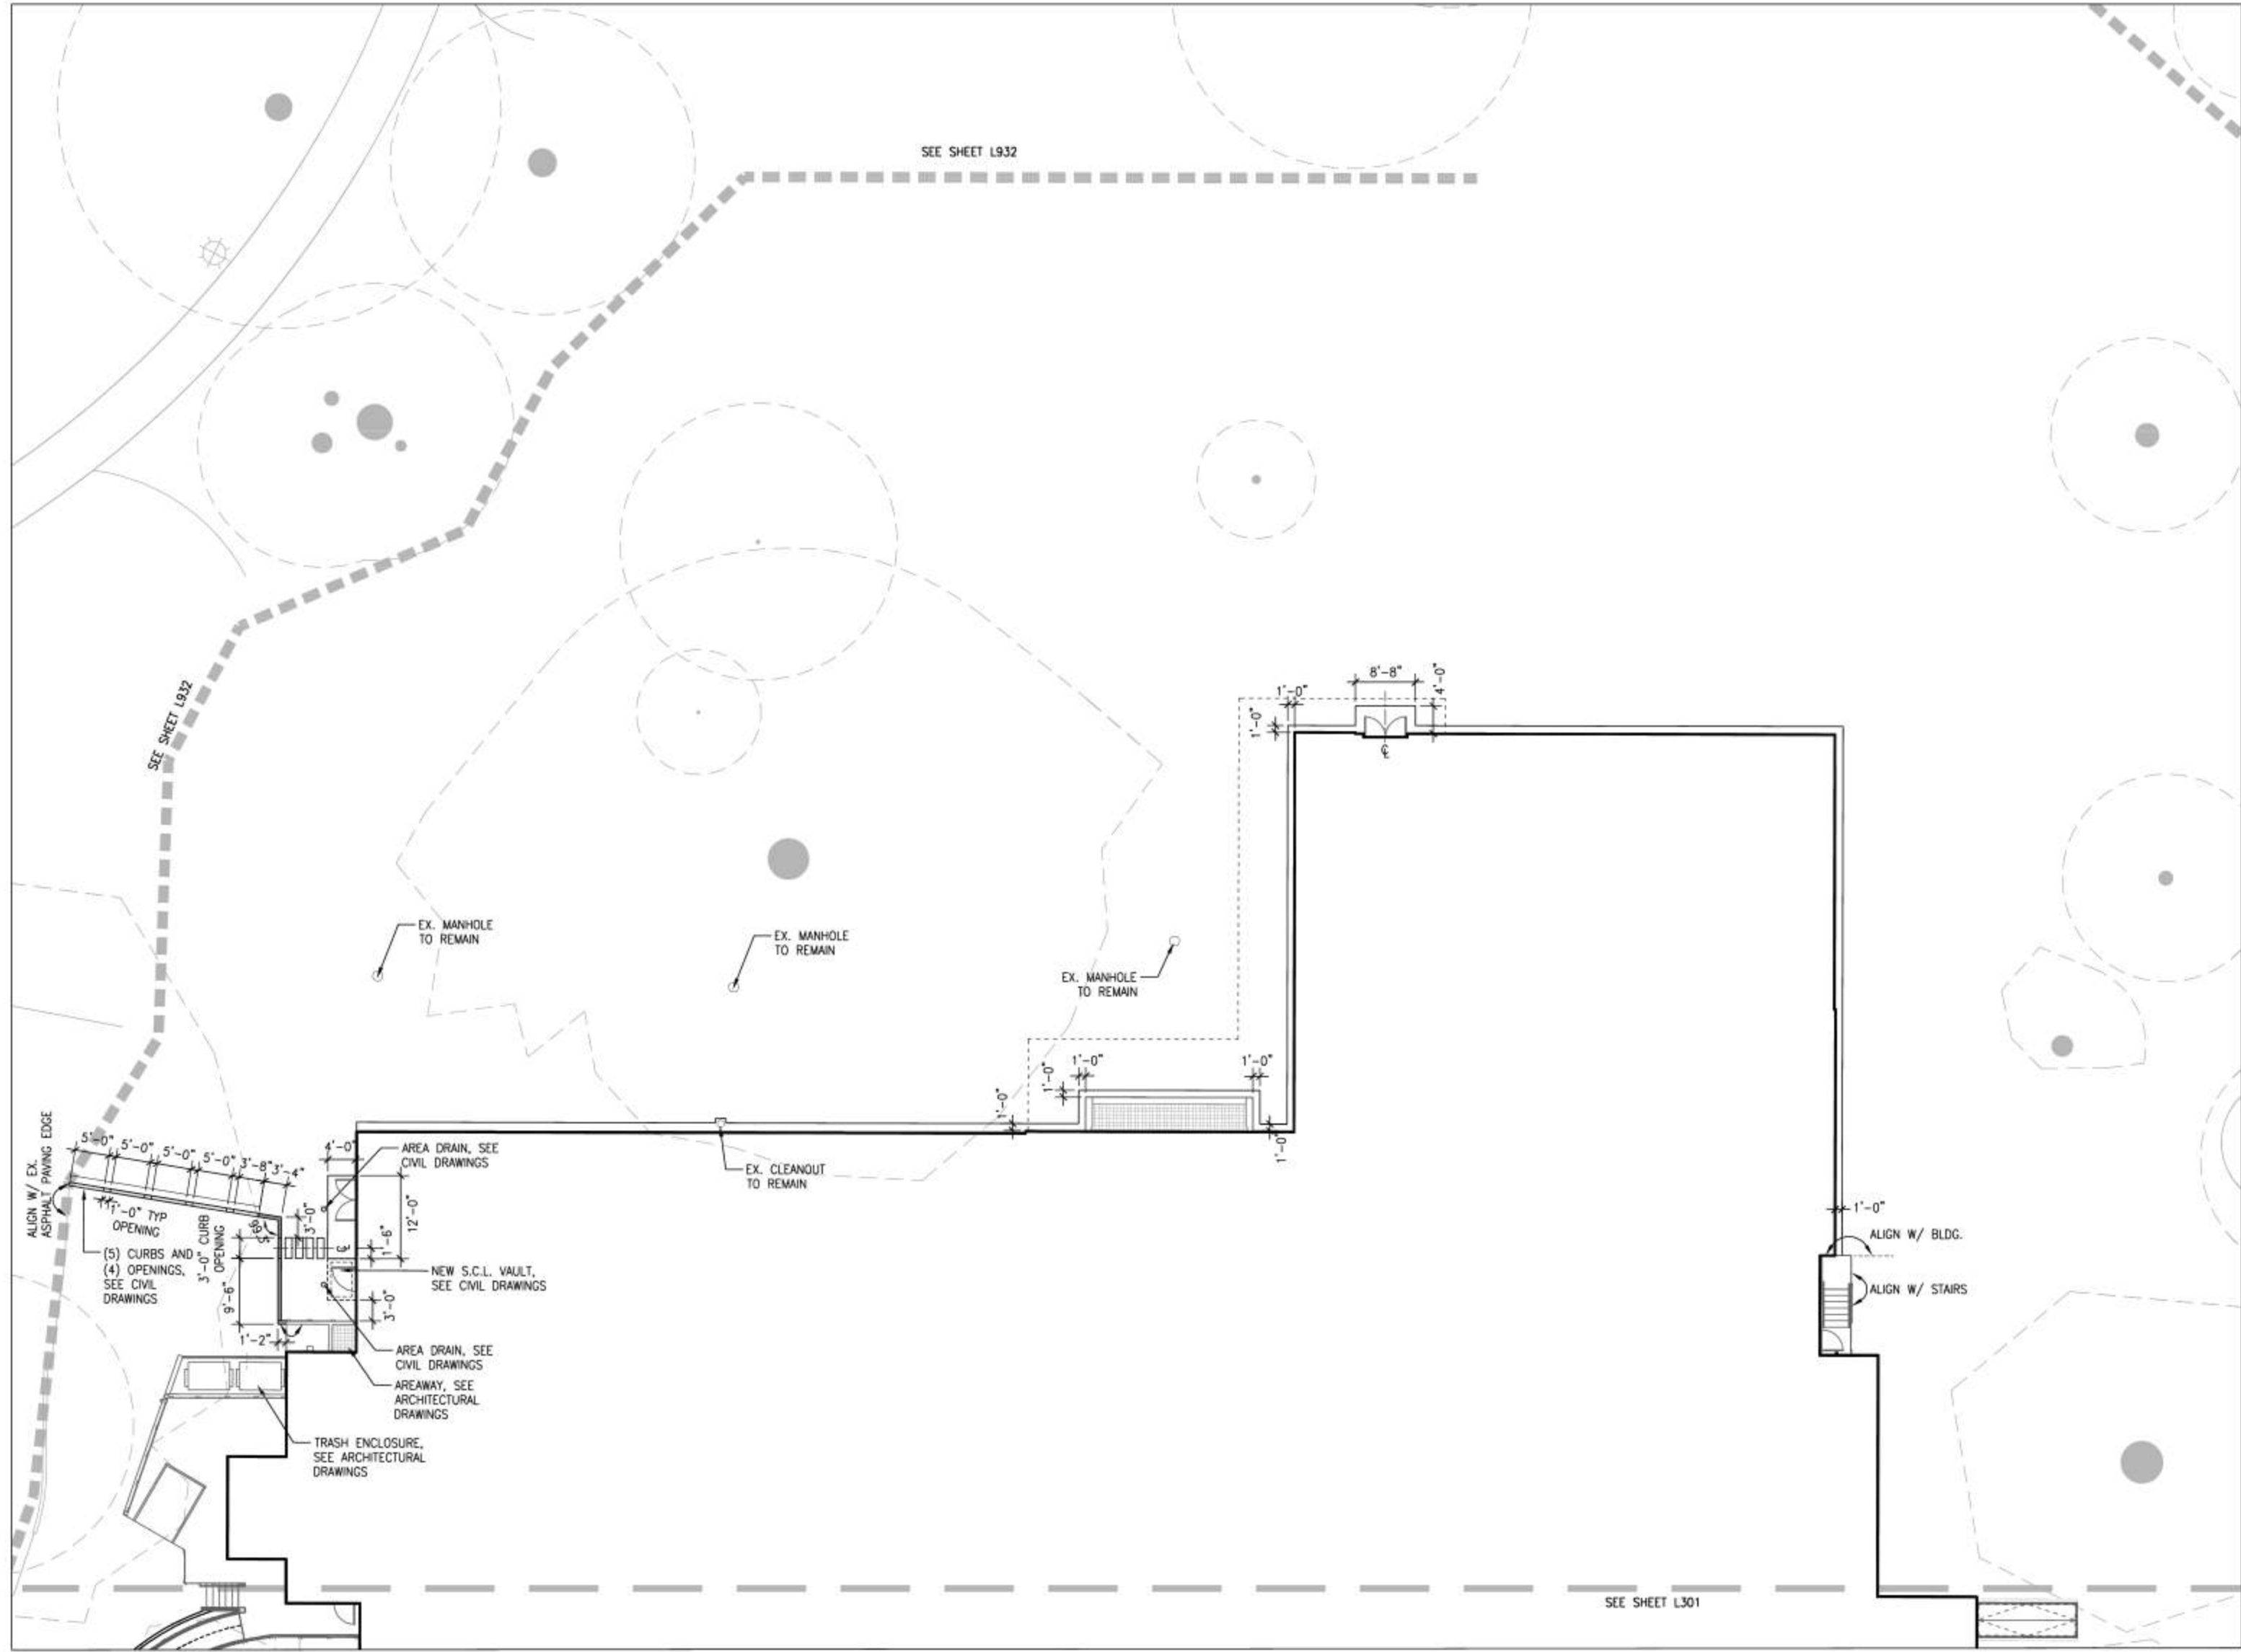 SEE SHEET L932
SEE SHEET L932
8'-8"
4'-0"
1'-0"
1'-0"
EX. MANHOLE
TO REMAIN
EX. MANHOLE
TO REMAIN
EX. MANHOLE
TO REMAIN
1'-0"
1'-0"
1'-0"
1'-0"
1'-0"
EX. CLEANOUT
TO REMAIN
ALIGN W/ EX.
ASPHALT PAVING EDGE
5'-0"
5'-0"
5'-0"
5'-0"
3'-8"
3'-4"
4'-0"
AREA DRAIN, SEE
CIVIL DRAWINGS
12'-0"
1'-0" TYP
OPENING
3'-0" CURB
OPENING
99.5°
3'-0"
1'-6"
℄
℄
(5) CURBS AND
(4) OPENINGS,
SEE CIVIL
DRAWINGS
9'-6"
NEW S.C.L. VAULT,
SEE CIVIL DRAWINGS
3'-0"
1'-2"
AREA DRAIN, SEE
CIVIL DRAWINGS
AREAWAY, SEE
ARCHITECTURAL
DRAWINGS
TRASH ENCLOSURE,
SEE ARCHITECTURAL
DRAWINGS
1'-0"
ALIGN W/ BLDG.
ALIGN W/ STAIRS
SEE SHEET L301